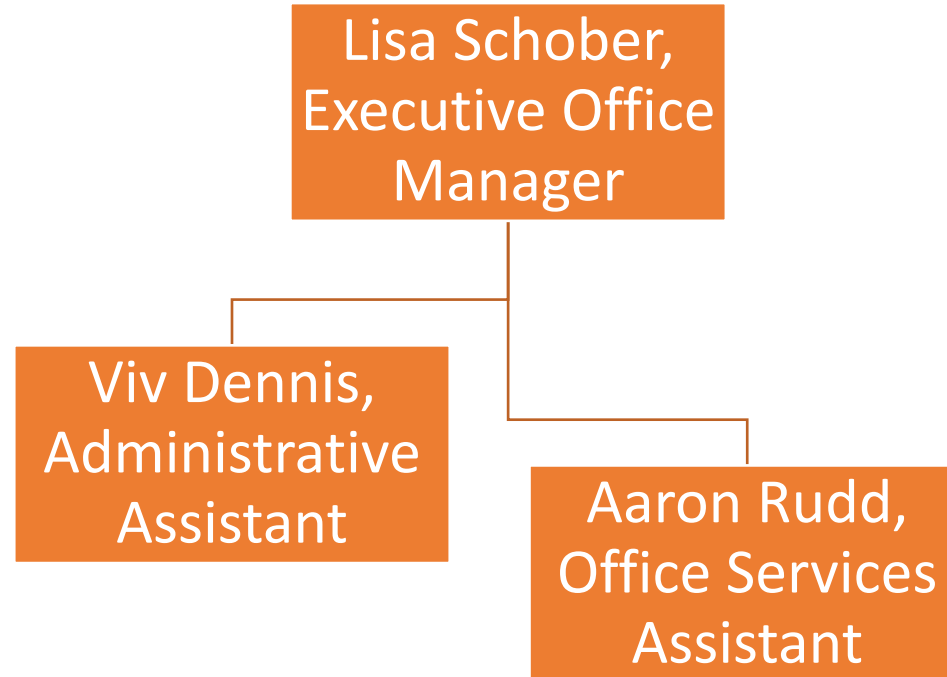 Lisa Schober,
Executive Office
Manager
Viv Dennis,
Administrative
Assistant
Aaron Rudd,
Office Services
Assistant